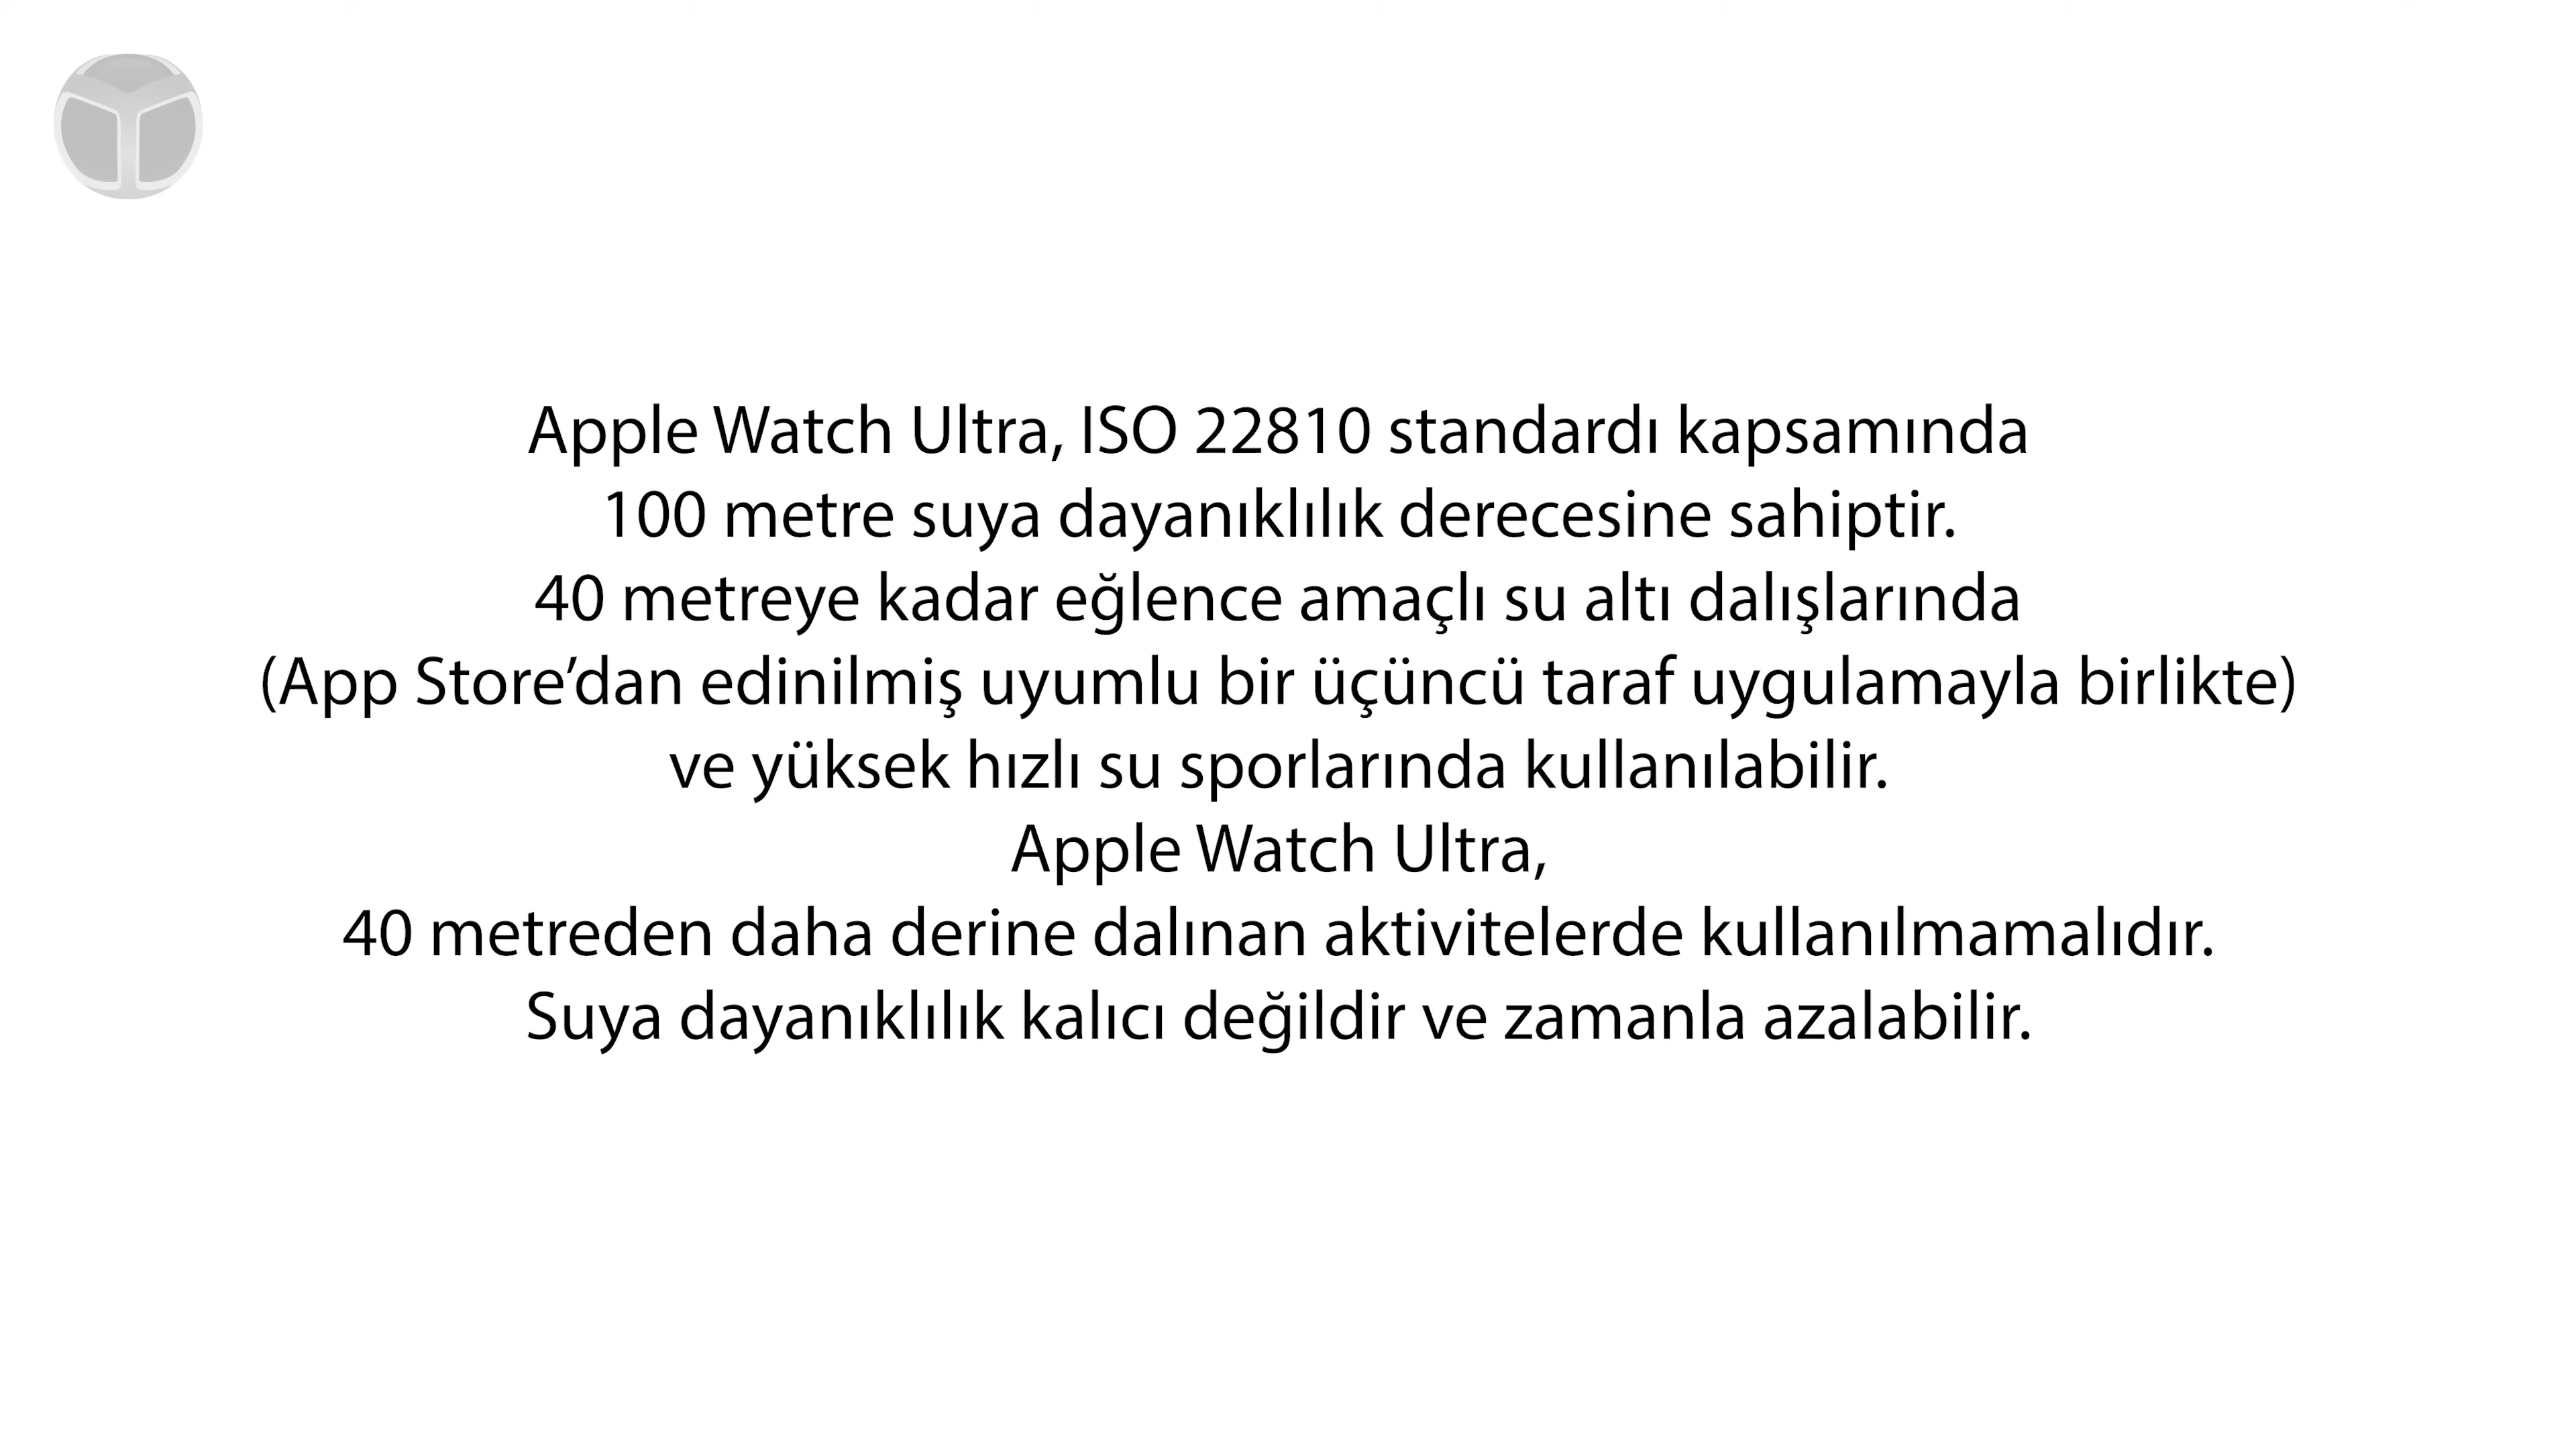 Apple Watch Ultra, ISO 22810 standardı kapsamında
100 metre suya dayanıklılık derecesine sahiptir.
40 metreye kadar eğlence amaçlı su altı dalışlarında
(App Store’dan edinilmiş uyumlu bir üçüncü taraf uygulamayla birlikte)
ve yüksek hızlı su sporlarında kullanılabilir.
Apple Watch Ultra,
40 metreden daha derine dalınan aktivitelerde kullanılmamalıdır.
Suya dayanıklılık kalıcı değildir ve zamanla azalabilir.